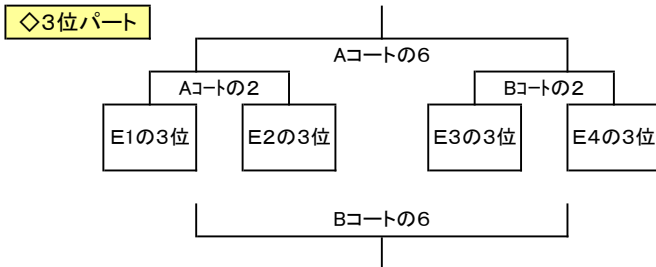 ◇3位パート
Aコートの6
Aコートの2
Bコートの2
E1の3位
E2の3位
E3の3位
E4の3位
Bコートの6